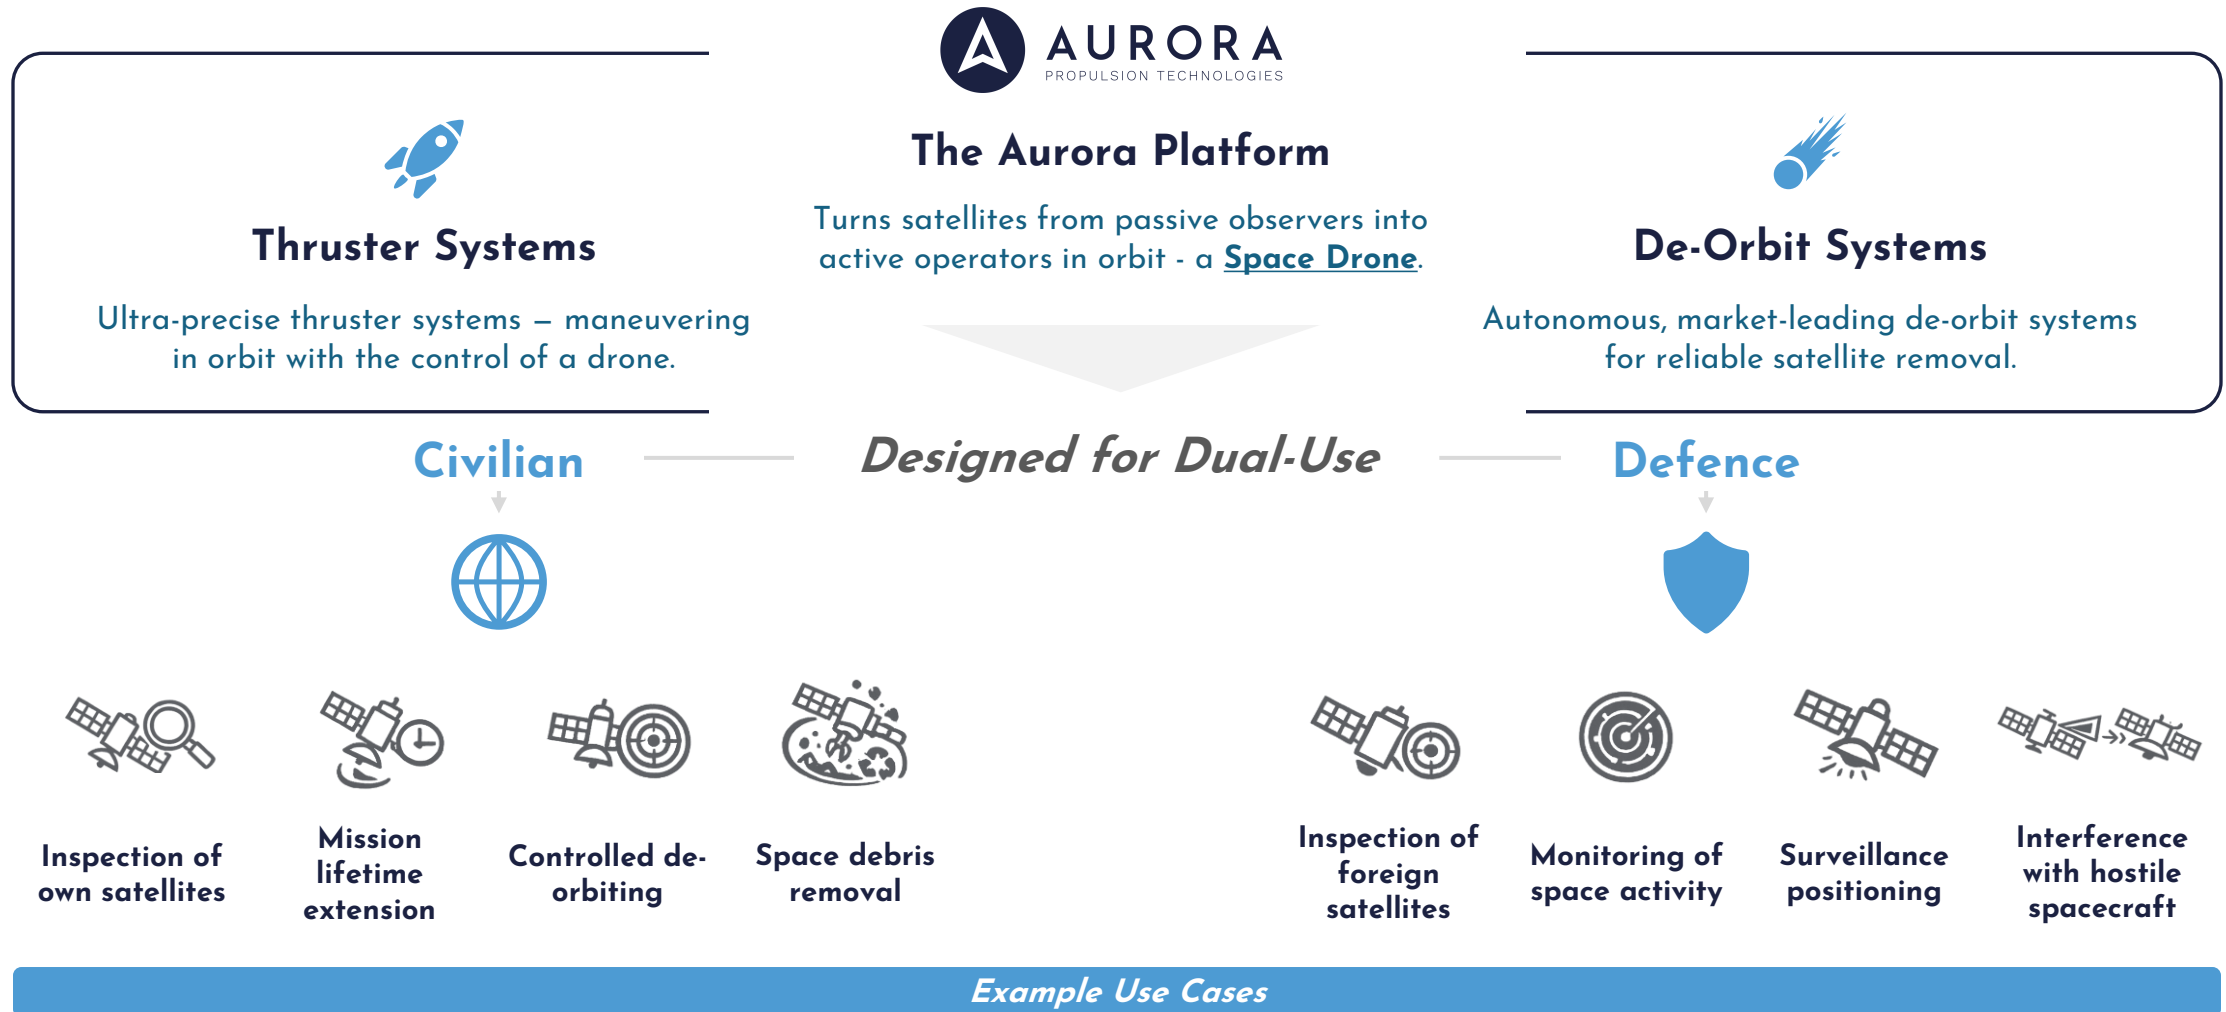 AURORA
PROPULSION TECHNOLOGIES
The Aurora Platform
Turns satellites from passive observers into
active operators in orbit - a Space Drone.
Thruster Systems
Ultra-precise thruster systems – maneuvering
in orbit with the control of a drone.
De-Orbit Systems
Autonomous, market-leading de-orbit systems
for reliable satellite removal.
Civilian
Designed for Dual-Use
Defence
Inspection of
own satellites
Mission
lifetime
extension
Controlled de-
orbiting
Space debris
removal
Inspection of
foreign
satellites
Monitoring of
space activity
Surveillance
positioning
Interference
with hostile
spacecraft
Example Use Cases